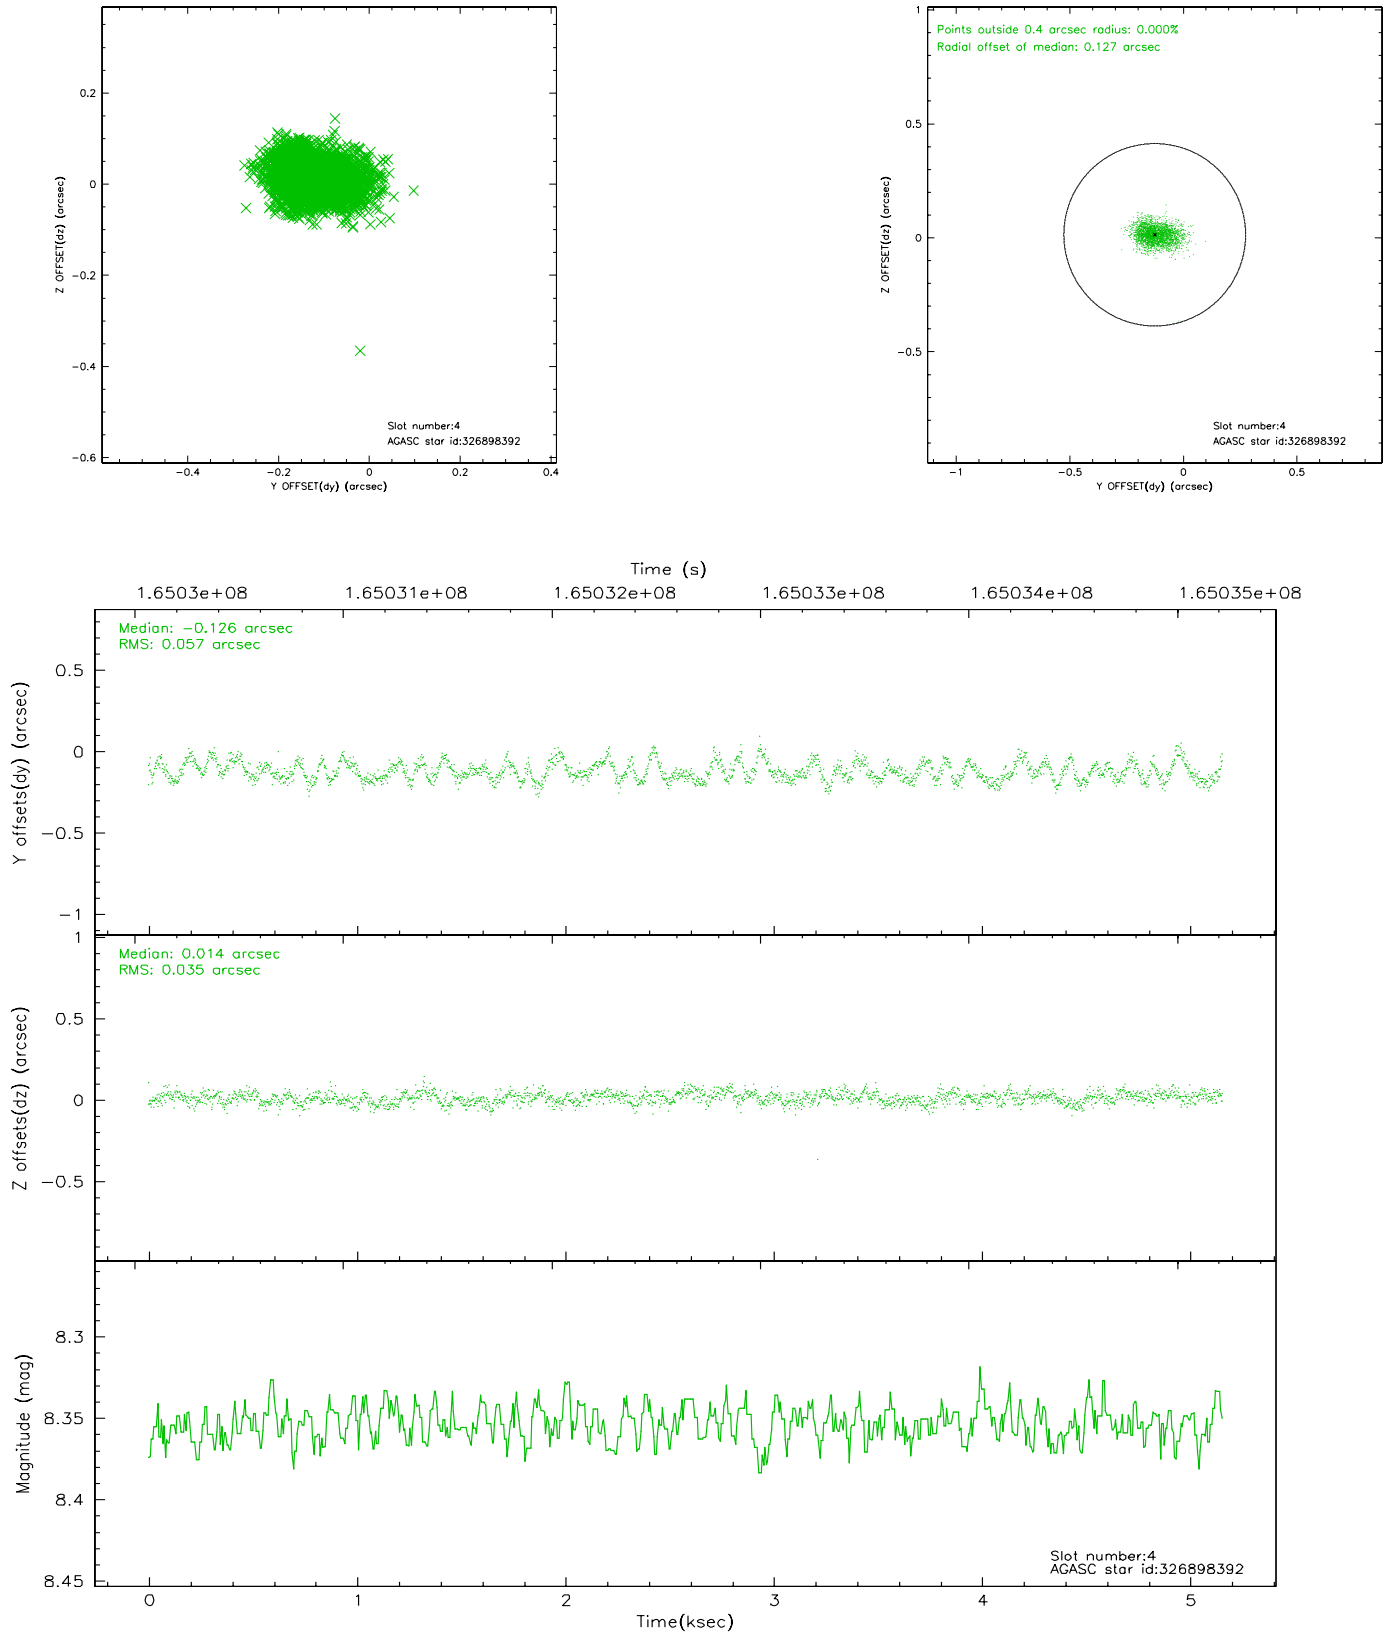 0.2
0
-0.2
-0.4
-0.6
Z OFFSET(dz) (arcsec)
Slot number:4
AGASC star id:326898392
-0.4 -0.2 0 0.2 0.4
Y OFFSET(dy) (arcsec)
Points outside 0.4 arcsec radius: 0.000%
Radial offset of median: 0.127 arcsec
1
0.5
0
-0.5
Z OFFSET(dz) (arcsec)
Slot number:4
AGASC star id:326898392
-1 -0.5 0 0.5
Y OFFSET(dy) (arcsec)
Time (s)
1.6503e+08 1.65031e+08 1.65032e+08 1.65033e+08 1.65034e+08 1.65035e+08
Median: -0.126 arcsec
RMS: 0.057 arcsec
0.5
0
-0.5
-1
Y offsets(dy) (arcsec)
Median: 0.014 arcsec
RMS: 0.035 arcsec
1
0.5
0
-0.5
Z offsets(dz) (arcsec)
8.3
8.35
8.4
8.45
Magnitude (mag)
Slot number:4
AGASC star id:326898392
0 1 2 3 4 5
Time(ksec)